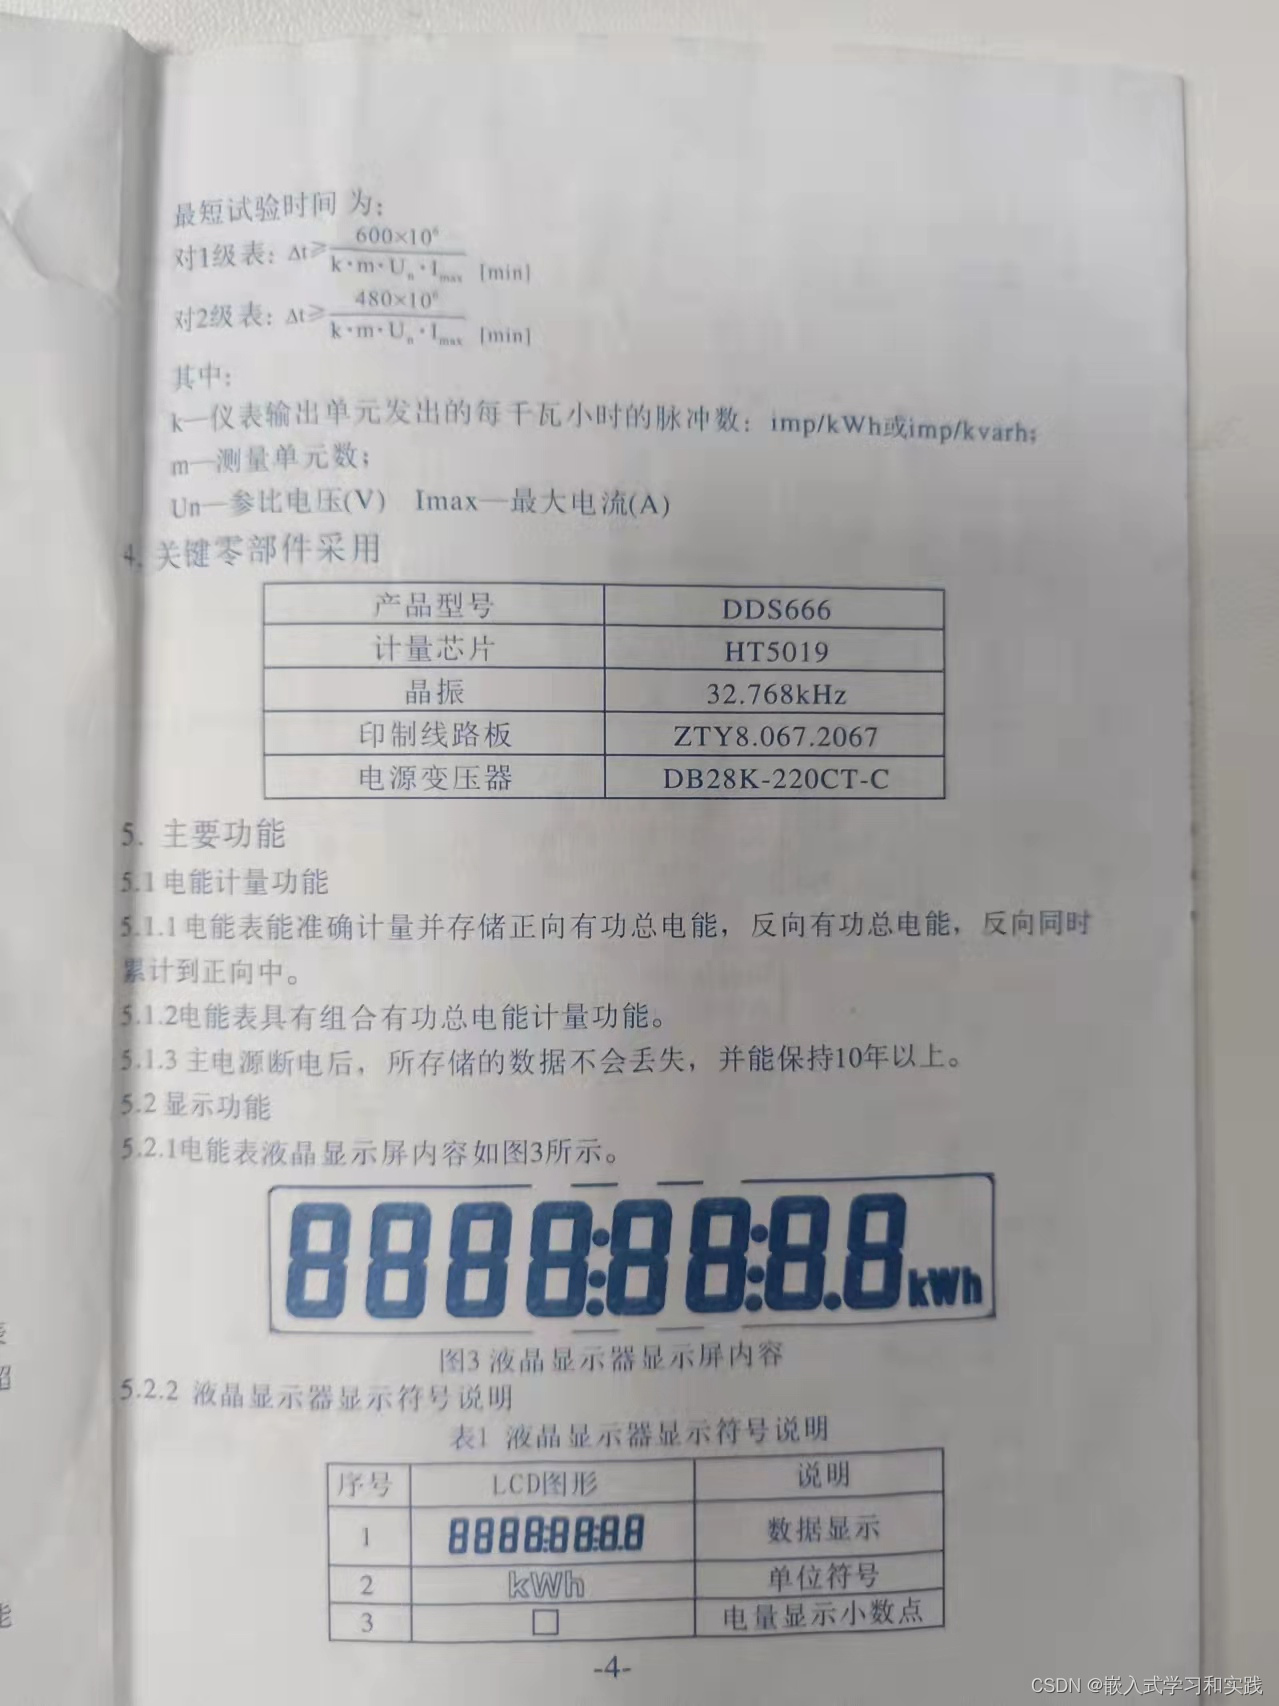 最短试验时间 为:
对1级表: Δt≥ 600×10⁶ / k·m·Uₙ·Imax [min]
对2级表: Δt≥ 480×10⁶ / k·m·Uₙ·Imax [min]
其中:
k—仪表输出单元发出的每千瓦小时的脉冲数: imp/kWh或imp/kvarh;
m—测量单元数;
Un—参比电压(V) Imax—最大电流(A)
4. 关键零部件采用
产品型号 DDS666
计量芯片 HT5019
晶振 32.768kHz
印制线路板 ZTY8.067.2067
电源变压器 DB28K-220CT-C
5. 主要功能
5.1 电能计量功能
5.1.1 电能表能准确计量并存储正向有功总电能，反向有功总电能，反向同时
累计到正向中。
5.1.2电能表具有组合有功总电能计量功能。
5.1.3 主电源断电后，所存储的数据不会丢失，并能保持10年以上。
5.2 显示功能
5.2.1电能表液晶显示屏内容如图3所示。
8888:88:8.8kWh
图3 液晶显示器显示屏内容
5.2.2 液晶显示器显示符号说明
表1 液晶显示器显示符号说明
序号 LCD图形 说明
1 8888:88:8.8 数据显示
2 kWh 单位符号
3 □ 电量显示小数点
-4-
超
能
CSDN @嵌入式学习和实践